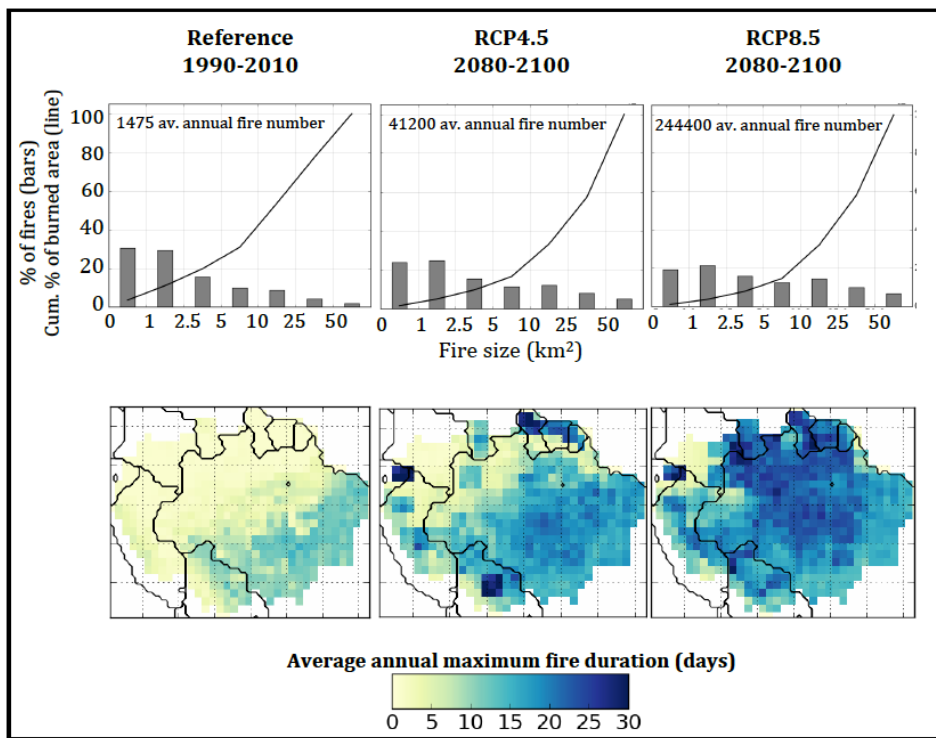 Reference
1990-2010
RCP4.5
2080-2100
RCP8.5
2080-2100
% of fires (bars)
Cum. % of burned area (line)
100
80
60
40
20
0
1475 av. annual fire number
41200 av. annual fire number
244400 av. annual fire number
0 1 2.5 5 10 25 50
0 1 2.5 5 10 25 50
0 1 2.5 5 10 25 50
Fire size (km²)
Average annual maximum fire duration (days)
0 5 10 15 20 25 30